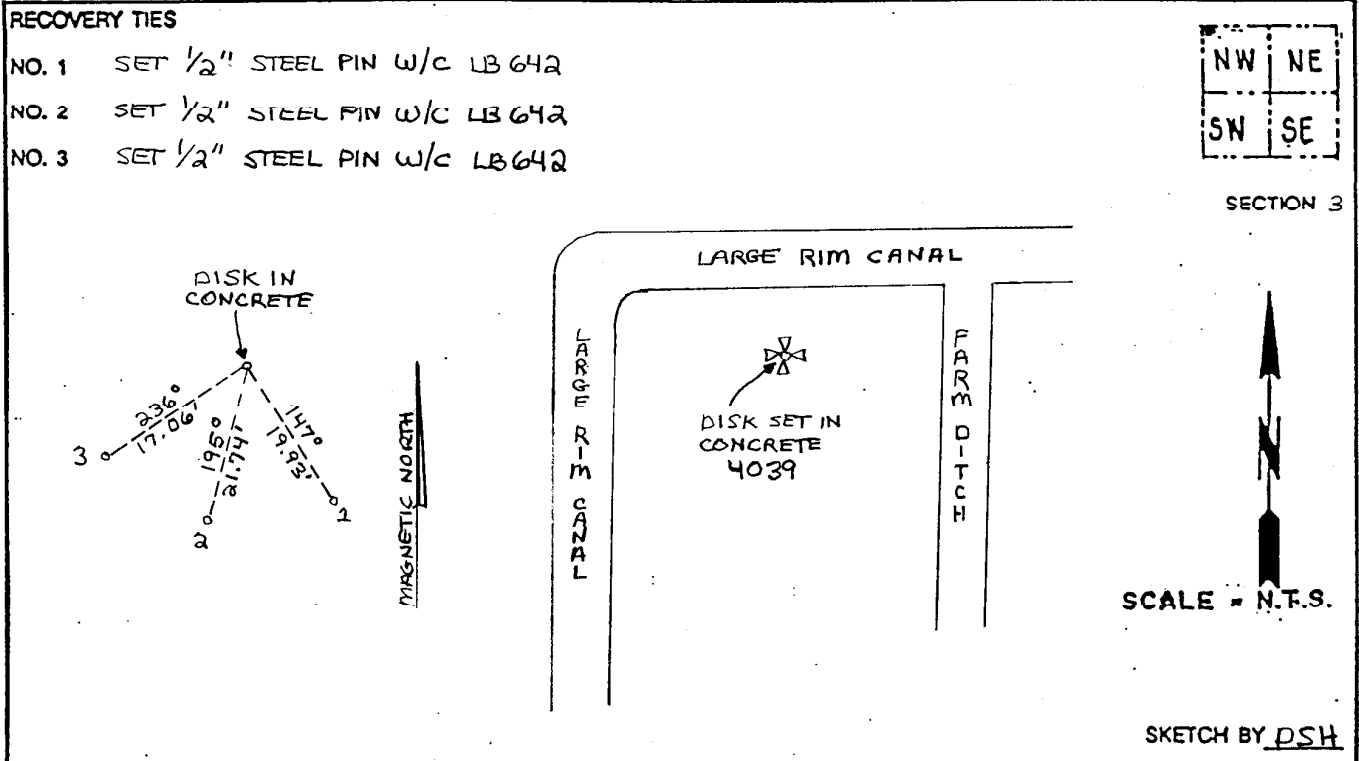 RECOVERY TIES
NO. 1 SET 1/2" STEEL PIN W/C LB 642
NO. 2 SET 1/2" STEEL PIN W/C LB 642
NO. 3 SET 1/2" STEEL PIN W/C LB 642
NW NE
SW SE
SECTION 3
DISK IN
CONCRETE
236°
17.06'
195°
21.74'
147°
19.93'
3
2
1
MAGNETIC NORTH
LARGE RIM CANAL
LARGE RIM CANAL
DISK SET IN
CONCRETE
4039
FARM DITCH
N
SCALE = N.T.S.
SKETCH BY DSH